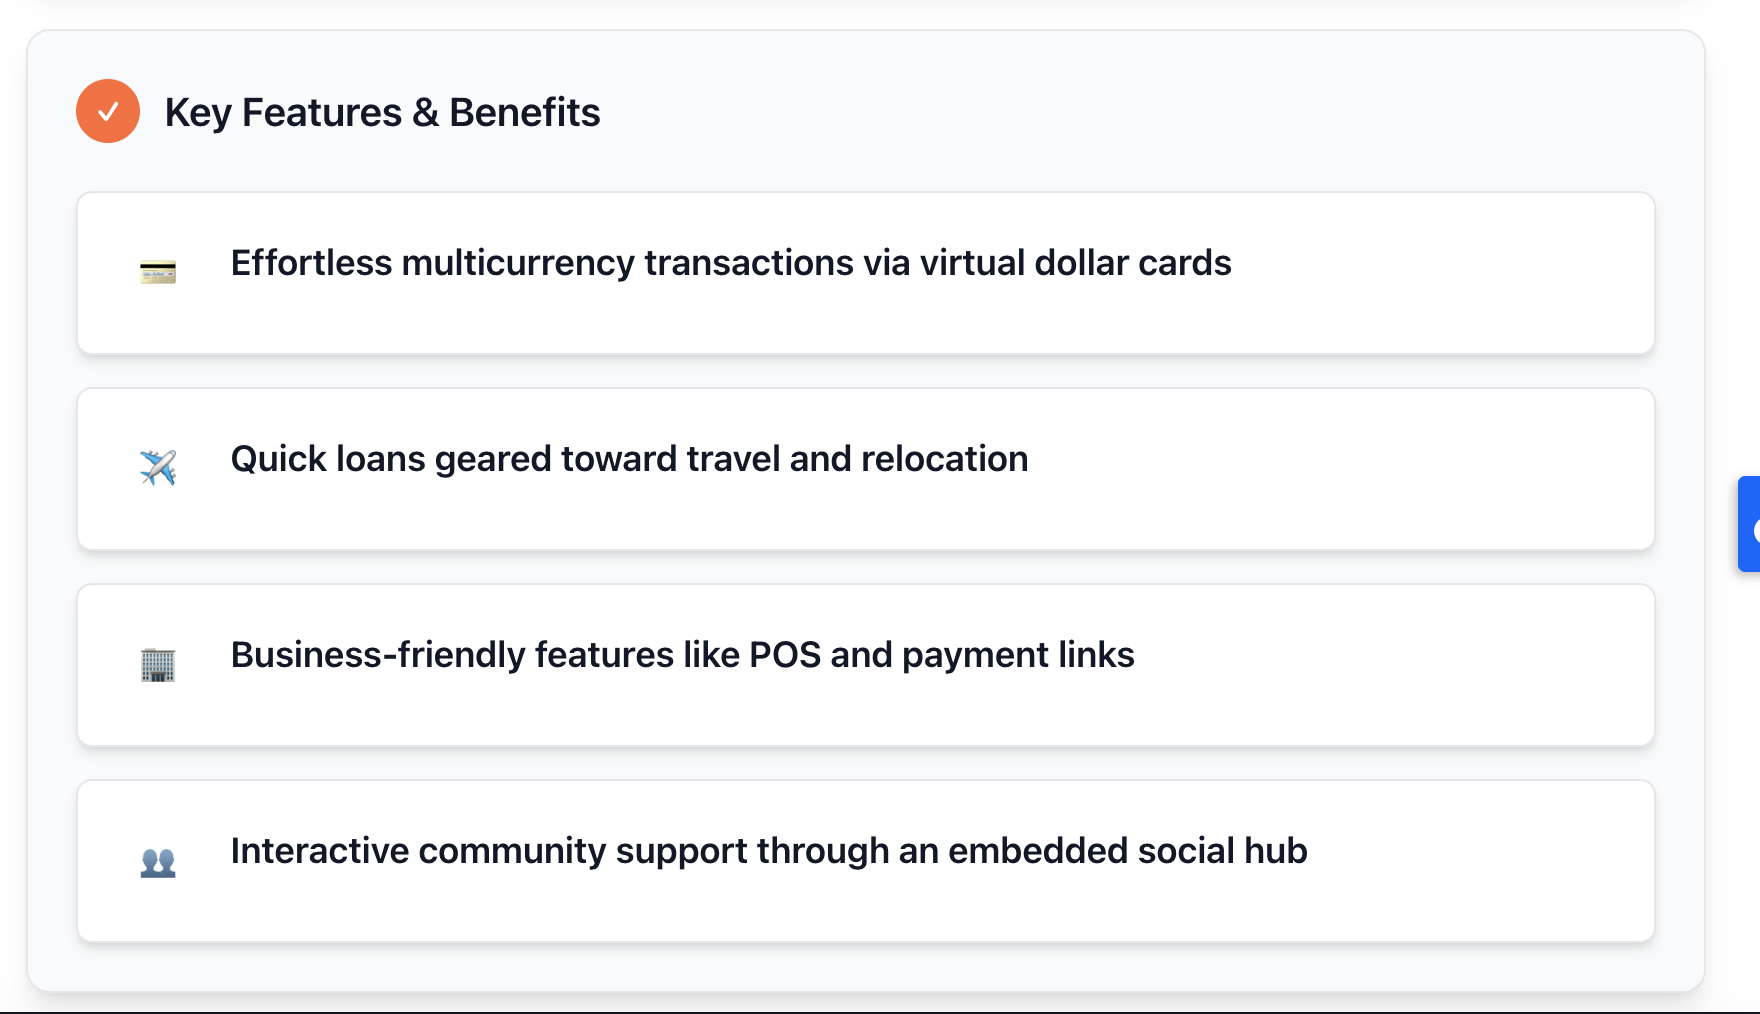 Key Features & Benefits
Effortless multicurrency transactions via virtual dollar cards
Quick loans geared toward travel and relocation
Business-friendly features like POS and payment links
Interactive community support through an embedded social hub